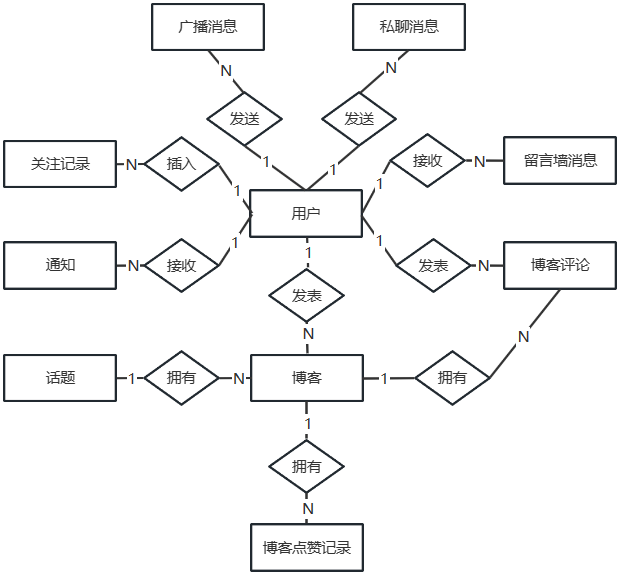 广播消息
私聊消息
N
N
发送
发送
1
1
关注记录
N
插入
1
接收
N
留言墙消息
1
用户
通知
N
接收
1
1
1
发表
N
博客评论
发表
N
N
话题
1
拥有
N
博客
1
拥有
1
拥有
N
博客点赞记录